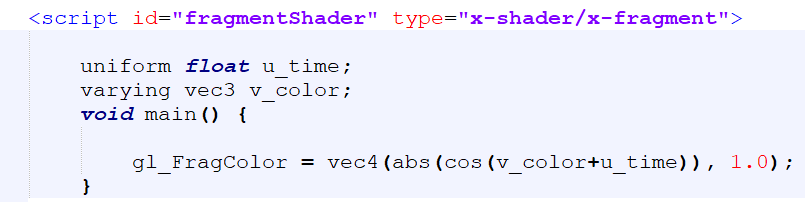 <script id="fragmentShader" type="x-shader/x-fragment">
uniform float u_time;
varying vec3 v_color;
void main() {
gl_FragColor = vec4(abs(cos(v_color+u_time)), 1.0);
}